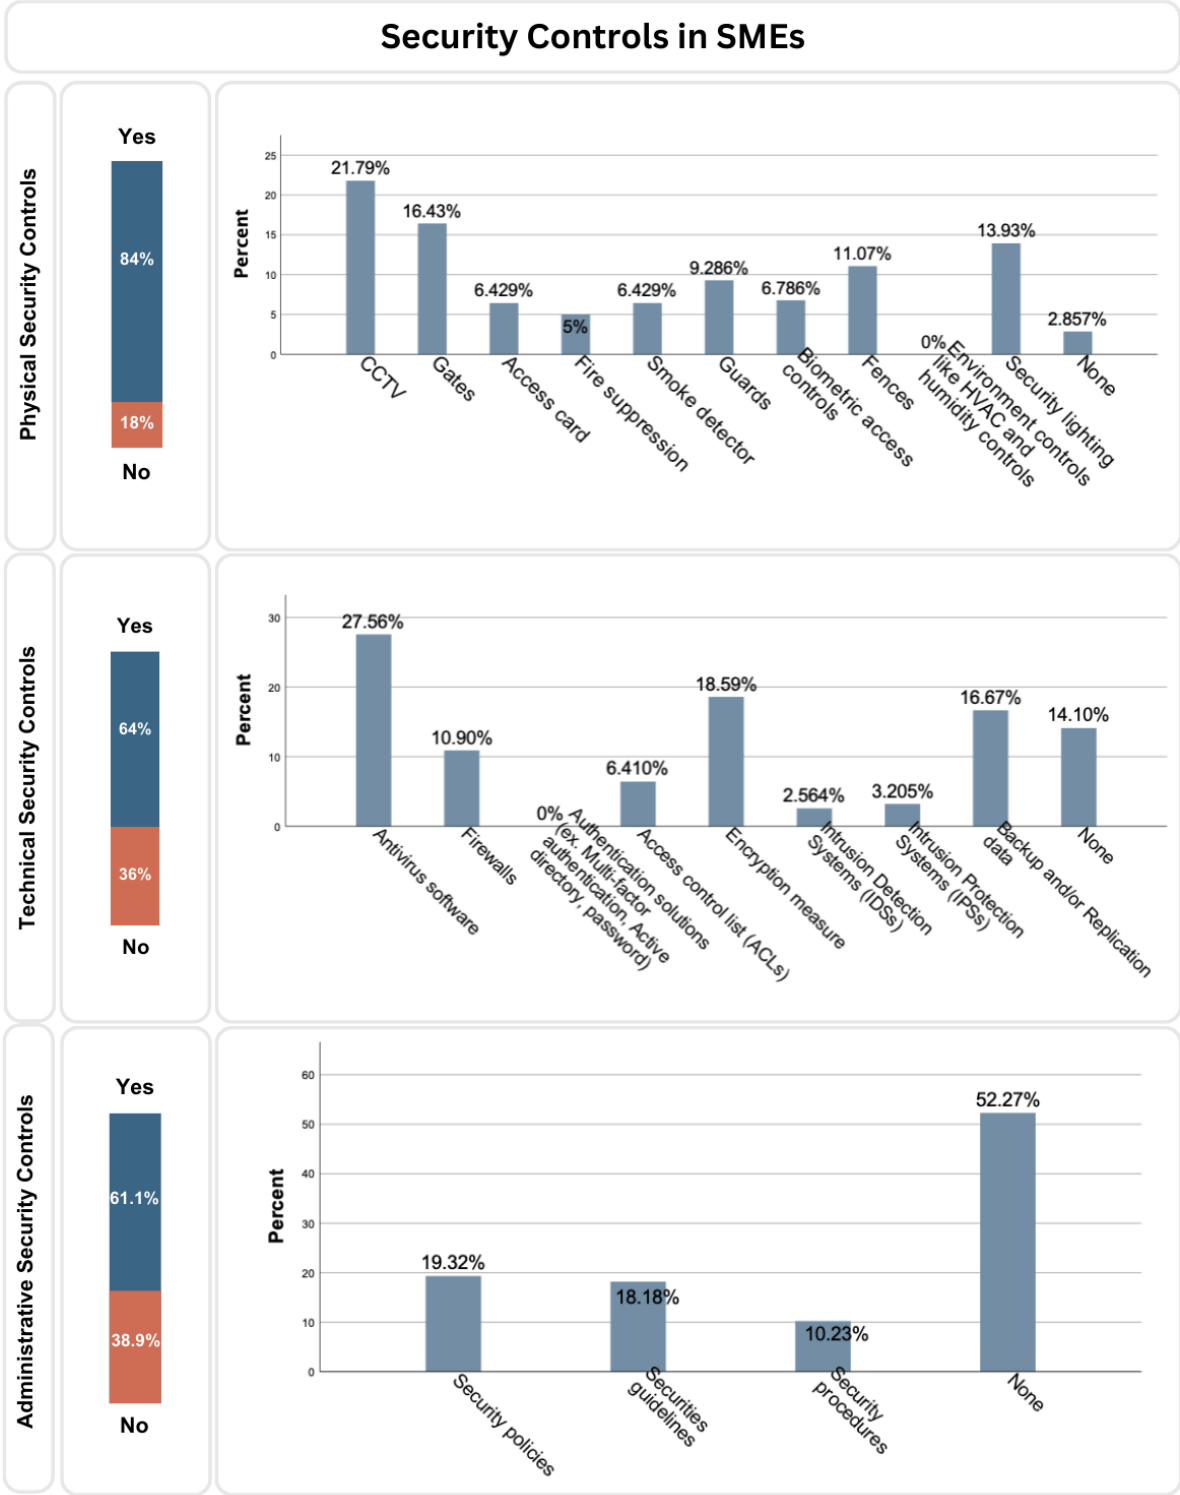 Security Controls in SMEs
Physical Security Controls
Yes
84%
18%
No
Percent
25
20
15
10
5
0
21.79%
16.43%
6.429%
5%
6.429%
9.286%
6.786%
11.07%
0%
13.93%
2.857%
CCTV
Gates
Access card
Fire suppression
Smoke detector
Guards
Biometric access
controls
Fences
Environment controls
like HVAC and
humidity controls
Security lighting
None
Technical Security Controls
Yes
64%
36%
No
Percent
30
20
10
0
27.56%
10.90%
0%
6.410%
18.59%
2.564%
3.205%
16.67%
14.10%
Antivirus software
Firewalls
Authentication solutions
(ex. Multi-factor
authentication, Active
directory, password)
Access control list (ACLs)
Encryption measure
Intrusion Detection
Systems (IDSs)
Intrusion Protection
Systems (IPSs)
Backup and/or Replication
data
None
Administrative Security Controls
Yes
61.1%
38.9%
No
Percent
60
50
40
30
20
10
0
19.32%
18.18%
10.23%
52.27%
Security policies
Securities
guidelines
Security
procedures
None